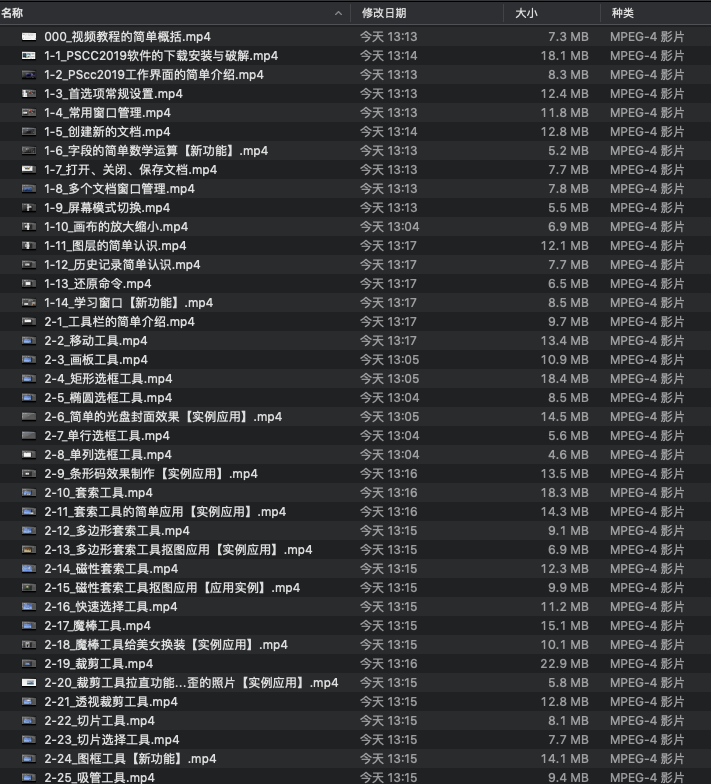 名称 修改日期 大小 种类
000_视频教程的简单概括.mp4 今天 13:13 7.3 MB MPEG-4 影片
1-1_PSCC2019软件的下载安装与破解.mp4 今天 13:14 18.1 MB MPEG-4 影片
1-2_PScc2019工作界面的简单介绍.mp4 今天 13:13 8.3 MB MPEG-4 影片
1-3_首选项常规设置.mp4 今天 13:13 12.4 MB MPEG-4 影片
1-4_常用窗口管理.mp4 今天 13:13 11.8 MB MPEG-4 影片
1-5_创建新的文档.mp4 今天 13:14 12.8 MB MPEG-4 影片
1-6_字段的简单数学运算【新功能】.mp4 今天 13:13 5.2 MB MPEG-4 影片
1-7_打开、关闭、保存文档.mp4 今天 13:13 7.7 MB MPEG-4 影片
1-8_多个文档窗口管理.mp4 今天 13:13 7.8 MB MPEG-4 影片
1-9_屏幕模式切换.mp4 今天 13:13 5.5 MB MPEG-4 影片
1-10_画布的放大缩小.mp4 今天 13:04 6.9 MB MPEG-4 影片
1-11_图层的简单认识.mp4 今天 13:17 12.1 MB MPEG-4 影片
1-12_历史记录简单认识.mp4 今天 13:17 7.7 MB MPEG-4 影片
1-13_还原命令.mp4 今天 13:17 6.5 MB MPEG-4 影片
1-14_学习窗口【新功能】.mp4 今天 13:17 8.5 MB MPEG-4 影片
2-1_工具栏的简单介绍.mp4 今天 13:17 9.7 MB MPEG-4 影片
2-2_移动工具.mp4 今天 13:17 13.4 MB MPEG-4 影片
2-3_画板工具.mp4 今天 13:05 10.9 MB MPEG-4 影片
2-4_矩形选框工具.mp4 今天 13:05 18.4 MB MPEG-4 影片
2-5_椭圆选框工具.mp4 今天 13:04 8.5 MB MPEG-4 影片
2-6_简单的光盘封面效果【实例应用】.mp4 今天 13:05 14.5 MB MPEG-4 影片
2-7_单行选框工具.mp4 今天 13:04 5.6 MB MPEG-4 影片
2-8_单列选框工具.mp4 今天 13:04 4.6 MB MPEG-4 影片
2-9_条形码效果制作【实例应用】.mp4 今天 13:16 13.5 MB MPEG-4 影片
2-10_套索工具.mp4 今天 13:16 18.3 MB MPEG-4 影片
2-11_套索工具的简单应用【实例应用】.mp4 今天 13:16 14.3 MB MPEG-4 影片
2-12_多边形套索工具.mp4 今天 13:15 9.1 MB MPEG-4 影片
2-13_多边形套索工具抠图应用【实例应用】.mp4 今天 13:15 6.9 MB MPEG-4 影片
2-14_磁性套索工具.mp4 今天 13:15 12.3 MB MPEG-4 影片
2-15_磁性套索工具抠图应用【应用实例】.mp4 今天 13:15 9.9 MB MPEG-4 影片
2-16_快速选择工具.mp4 今天 13:15 11.2 MB MPEG-4 影片
2-17_魔棒工具.mp4 今天 13:15 15.1 MB MPEG-4 影片
2-18_魔棒工具给美女换装【实例应用】.mp4 今天 13:15 10.1 MB MPEG-4 影片
2-19_裁剪工具.mp4 今天 13:16 22.9 MB MPEG-4 影片
2-20_裁剪工具拉直功能...歪的照片【实例应用】.mp4 今天 13:15 5.8 MB MPEG-4 影片
2-21_透视裁剪工具.mp4 今天 13:15 12.8 MB MPEG-4 影片
2-22_切片工具.mp4 今天 13:15 8.1 MB MPEG-4 影片
2-23_切片选择工具.mp4 今天 13:15 7.7 MB MPEG-4 影片
2-24_图框工具【新功能】.mp4 今天 13:15 14.1 MB MPEG-4 影片
2-25_吸管工具.mp4 今天 13:15 9.4 MB MPEG-4 影片